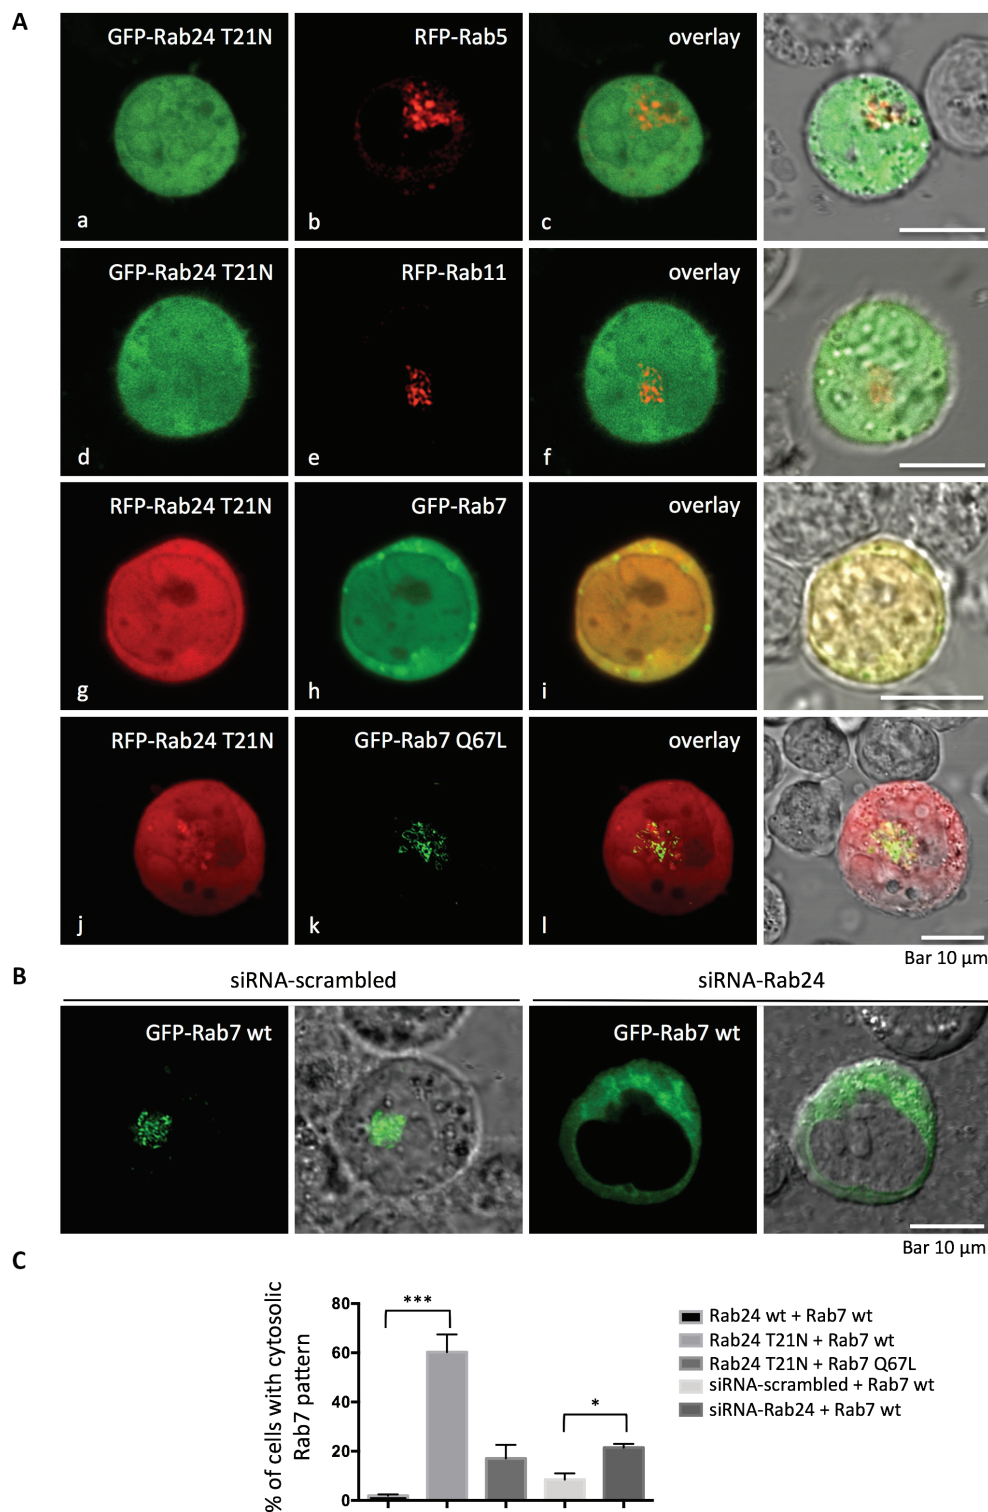 A
GFP-Rab24 T21N
RFP-Rab5
overlay
a
b
c
GFP-Rab24 T21N
RFP-Rab11
overlay
d
e
f
RFP-Rab24 T21N
GFP-Rab7
overlay
g
h
i
RFP-Rab24 T21N
GFP-Rab7 Q67L
overlay
j
k
l
Bar 10 µm
B
siRNA-scrambled
siRNA-Rab24
GFP-Rab7 wt
GFP-Rab7 wt
Bar 10 µm
C
% of cells with cytosolic
Rab7 pattern
80
60
40
20
0
***
*
Rab24 wt + Rab7 wt
Rab24 T21N + Rab7 wt
Rab24 T21N + Rab7 Q67L
siRNA-scrambled + Rab7 wt
siRNA-Rab24 + Rab7 wt